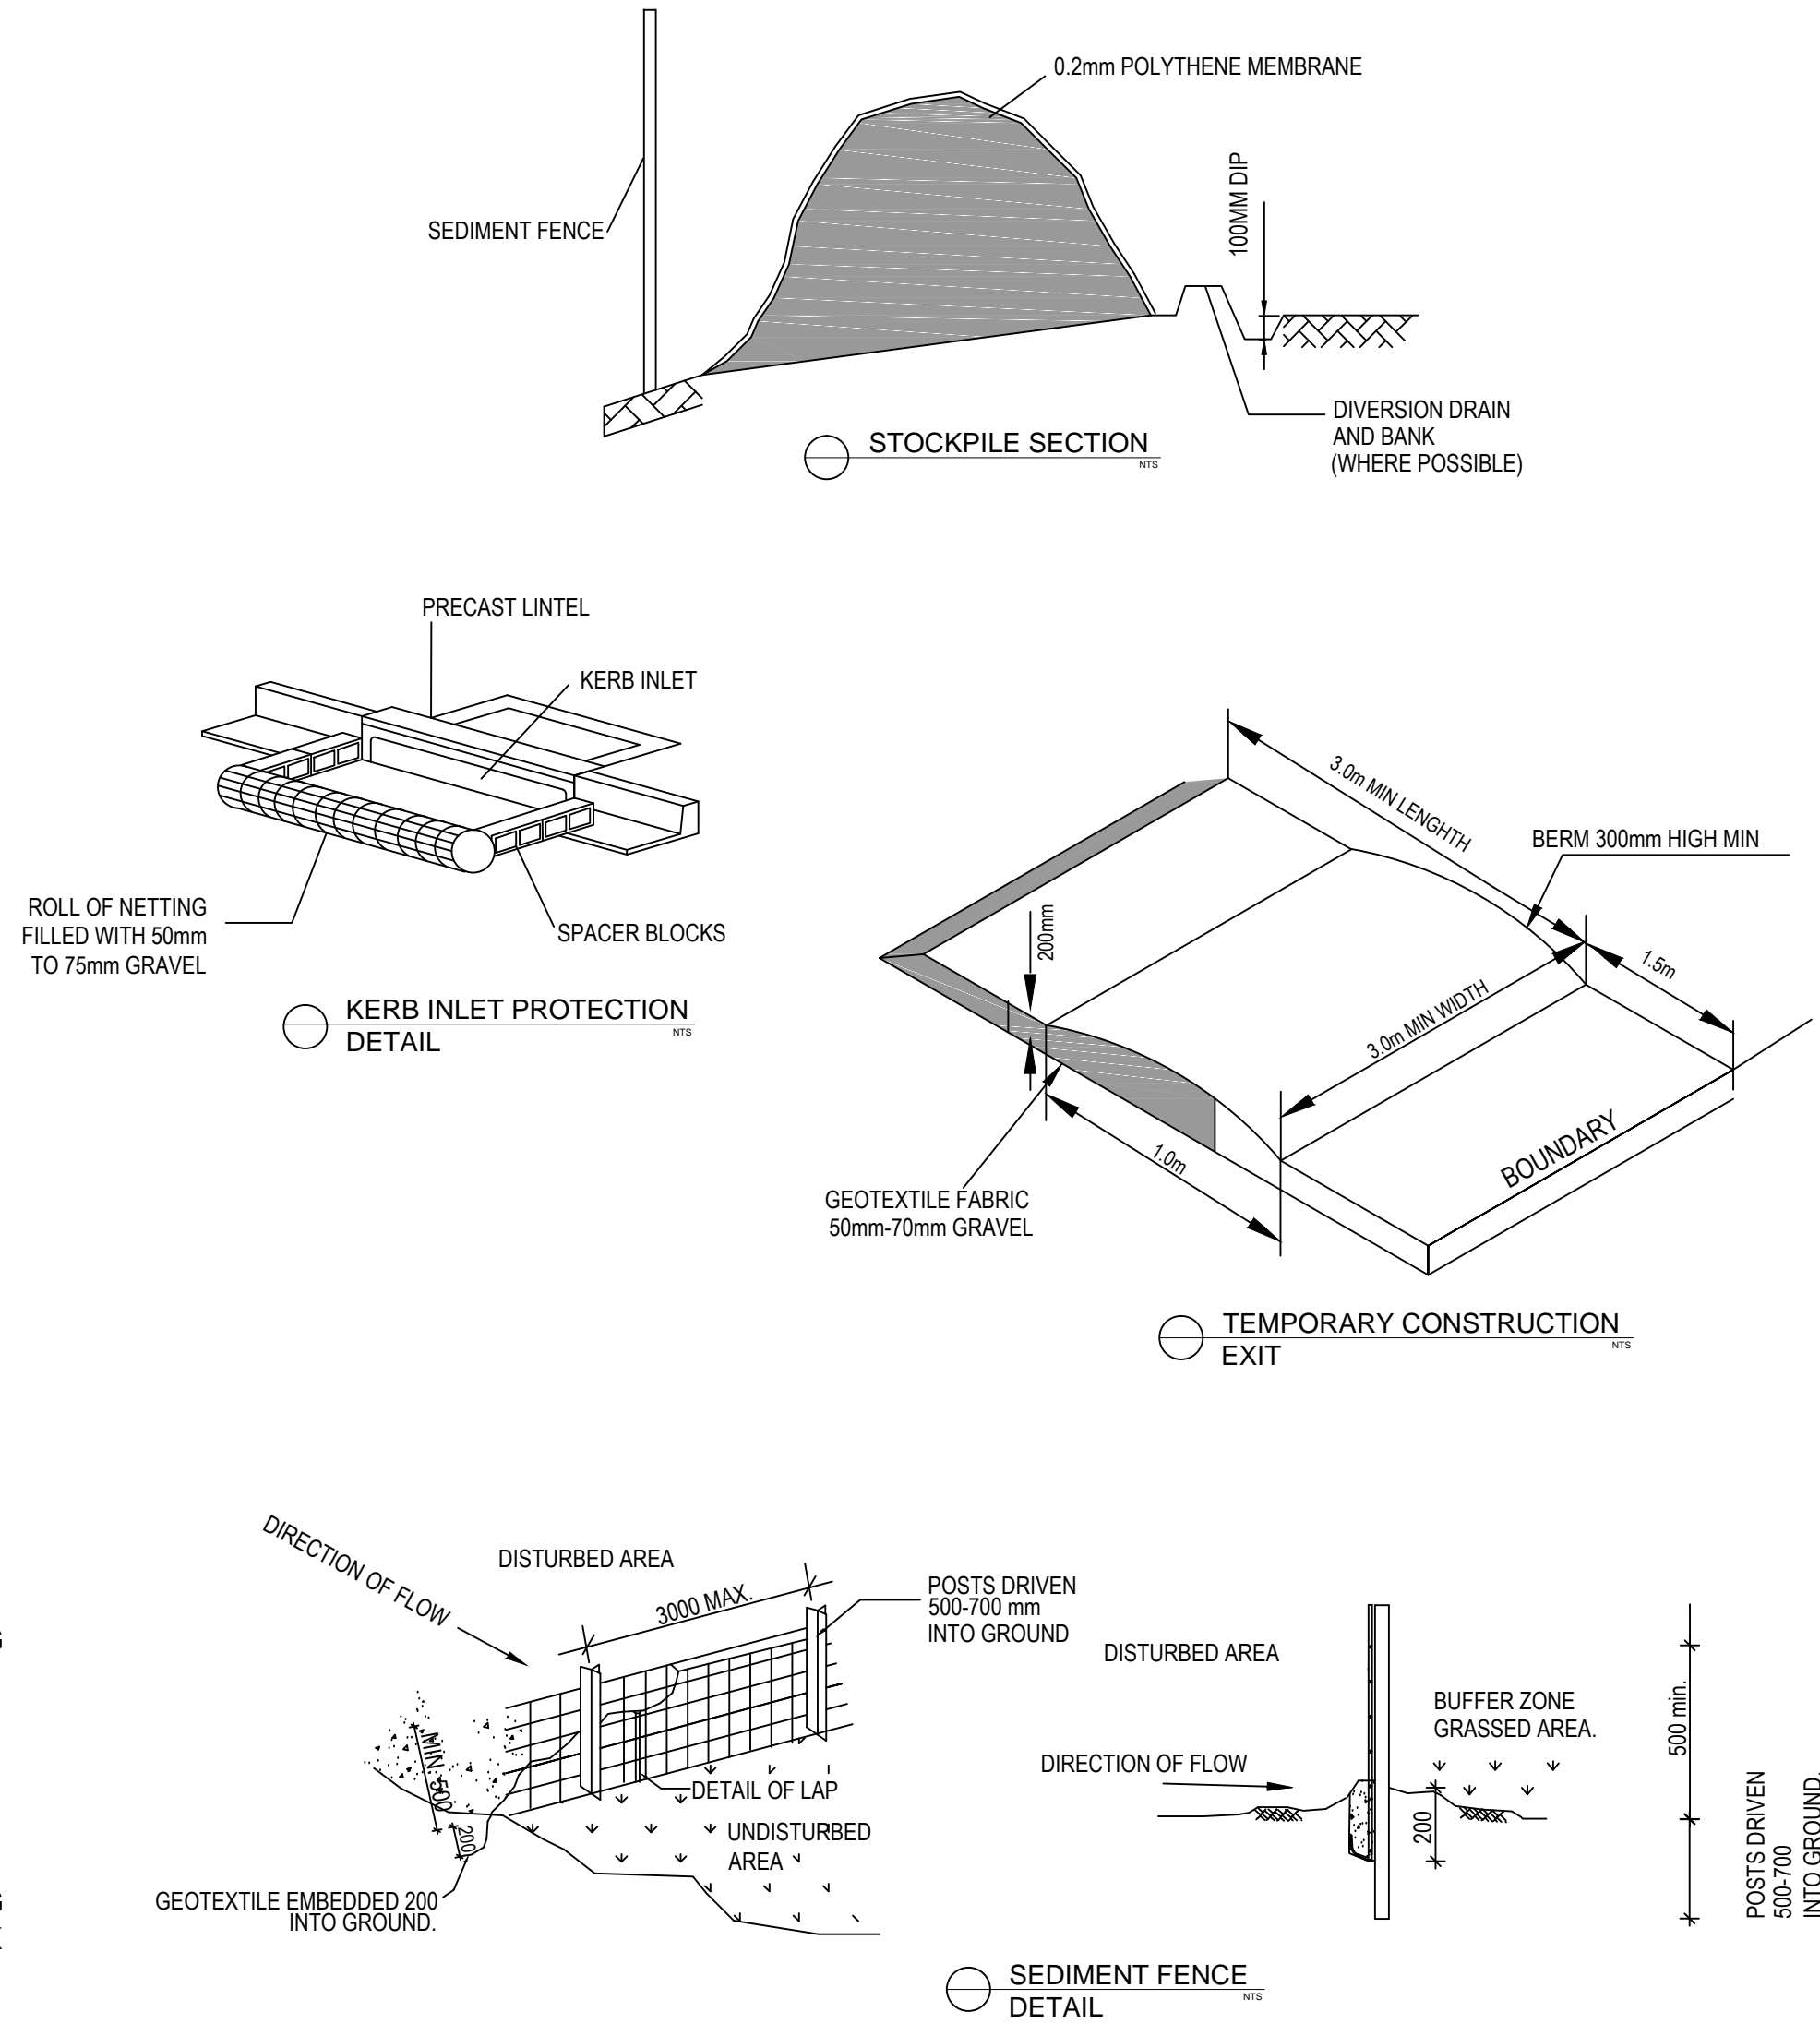 0.2mm POLYTHENE MEMBRANE
SEDIMENT FENCE
100MM DIP
DIVERSION DRAIN
AND BANK
(WHERE POSSIBLE)
STOCKPILE SECTION
NTS
PRECAST LINTEL
KERB INLET
ROLL OF NETTING
FILLED WITH 50mm
TO 75mm GRAVEL
SPACER BLOCKS
KERB INLET PROTECTION
NTS
DETAIL
3.0m MIN LENGHTH
BERM 300mm HIGH MIN
200mm
1.5m
3.0m MIN WIDTH
1.0m
BOUNDARY
GEOTEXTILE FABRIC
50mm-70mm GRAVEL
TEMPORARY CONSTRUCTION
NTS
EXIT
DIRECTION OF FLOW
DISTURBED AREA
3000 MAX.
POSTS DRIVEN
500-700 mm
INTO GROUND
MIN 500
200
DETAIL OF LAP
UNDISTURBED
AREA
GEOTEXTILE EMBEDDED 200
INTO GROUND.
DISTURBED AREA
BUFFER ZONE
GRASSED AREA.
DIRECTION OF FLOW
200
500 min.
POSTS DRIVEN
500-700
INTO GROUND.
SEDIMENT FENCE
NTS
DETAIL